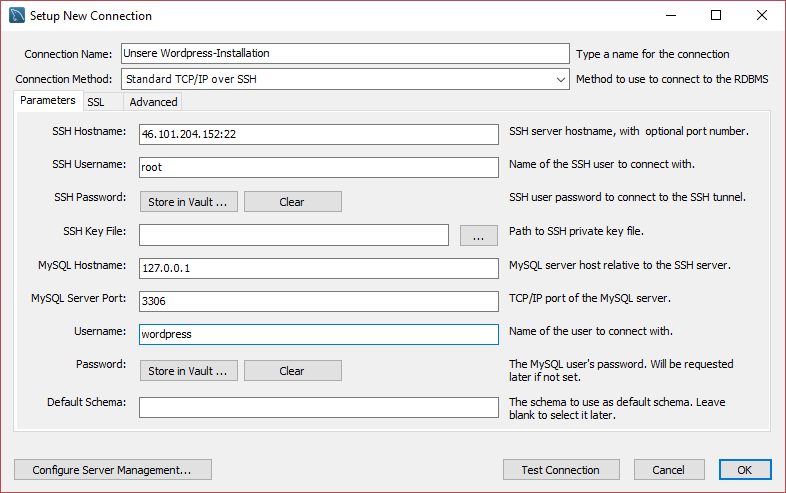 Setup New Connection
Connection Name: Unsere Wordpress-Installation Type a name for the connection
Connection Method: Standard TCP/IP over SSH Method to use to connect to the RDBMS
Parameters SSL Advanced
SSH Hostname: 46.101.204.152:22 SSH server hostname, with optional port number.
SSH Username: root Name of the SSH user to connect with.
SSH Password: Store in Vault ... Clear SSH user password to connect to the SSH tunnel.
SSH Key File: ... Path to SSH private key file.
MySQL Hostname: 127.0.0.1 MySQL server host relative to the SSH server.
MySQL Server Port: 3306 TCP/IP port of the MySQL server.
Username: wordpress Name of the user to connect with.
Password: Store in Vault ... Clear The MySQL user's password. Will be requested
later if not set.
Default Schema: The schema to use as default schema. Leave
blank to select it later.
Configure Server Management... Test Connection Cancel OK